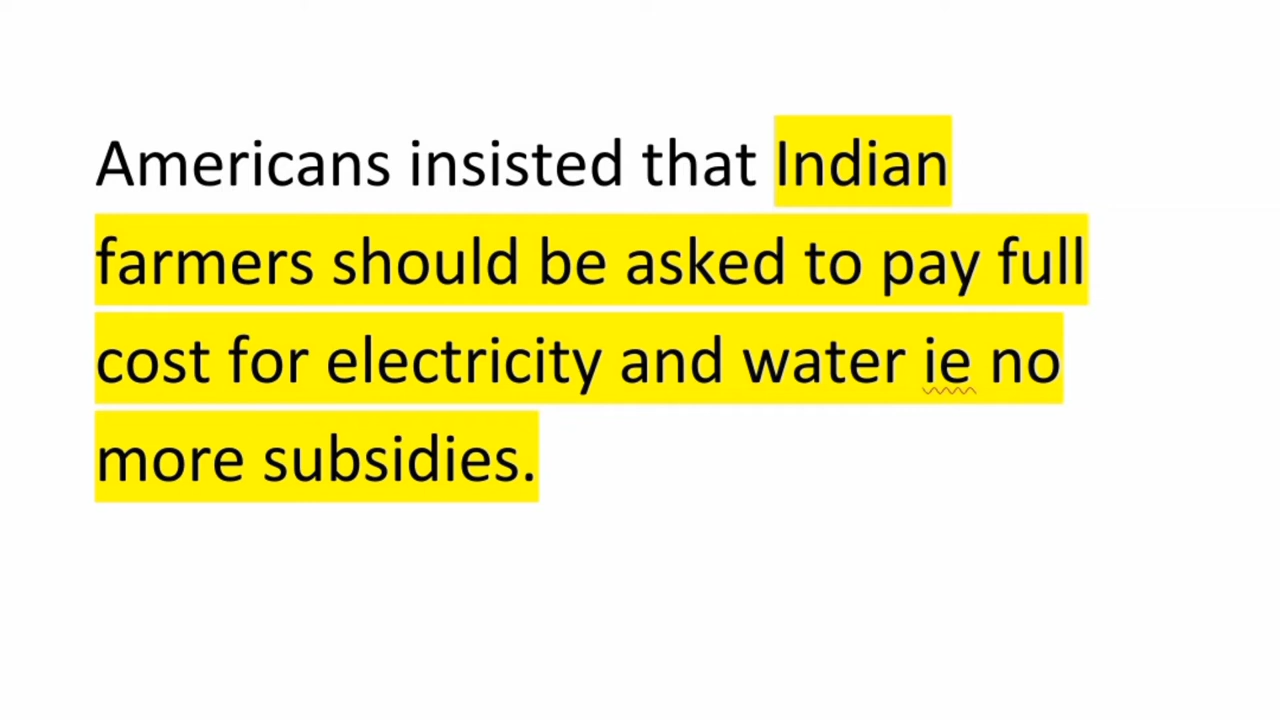 Americans insisted that Indian
farmers should be asked to pay full
cost for electricity and water ie no
more subsidies.